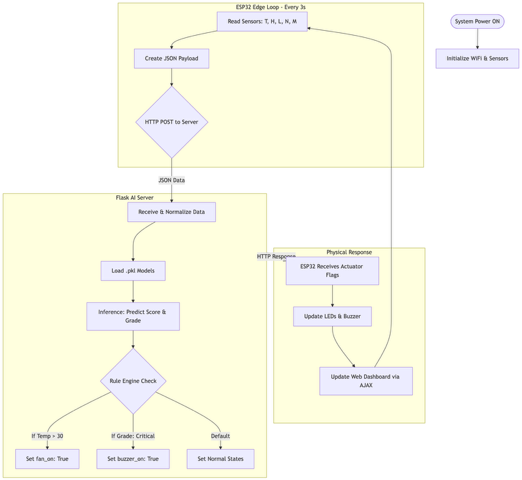 ESP32 Edge Loop - Every 3s
Read Sensors: T, H, L, N, M
System Power ON
Create JSON Payload
Initialize WiFi & Sensors
HTTP POST to Server
JSON Data
Flask AI Server
Receive & Normalize Data
Physical Response
HTTP Response
ESP32 Receives Actuator
Flags
Load .pkl Models
Update LEDs & Buzzer
Inference: Predict Score &
Grade
Update Web Dashboard via
AJAX
Rule Engine Check
If Temp > 30
If Grade: Critical
Default
Set fan_on: True
Set buzzer_on: True
Set Normal States